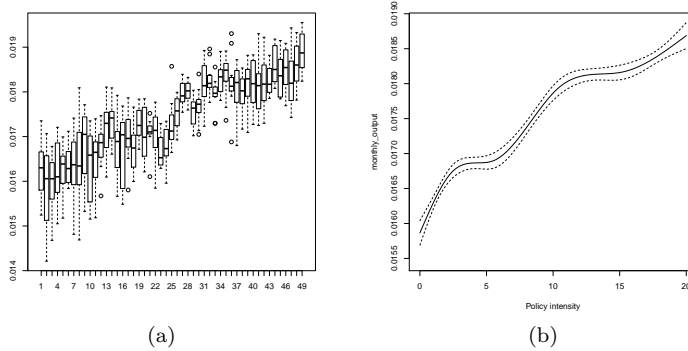 0.014 0.015 0.016 0.017 0.018 0.019
1 4 7 10 13 16 19 22 25 28 31 34 37 40 43 46 49
(a)
monthly_output
0.0155 0.0160 0.0165 0.0170 0.0175 0.0180 0.0185 0.0190
0 5 10 15 20
Policy intensity
(b)